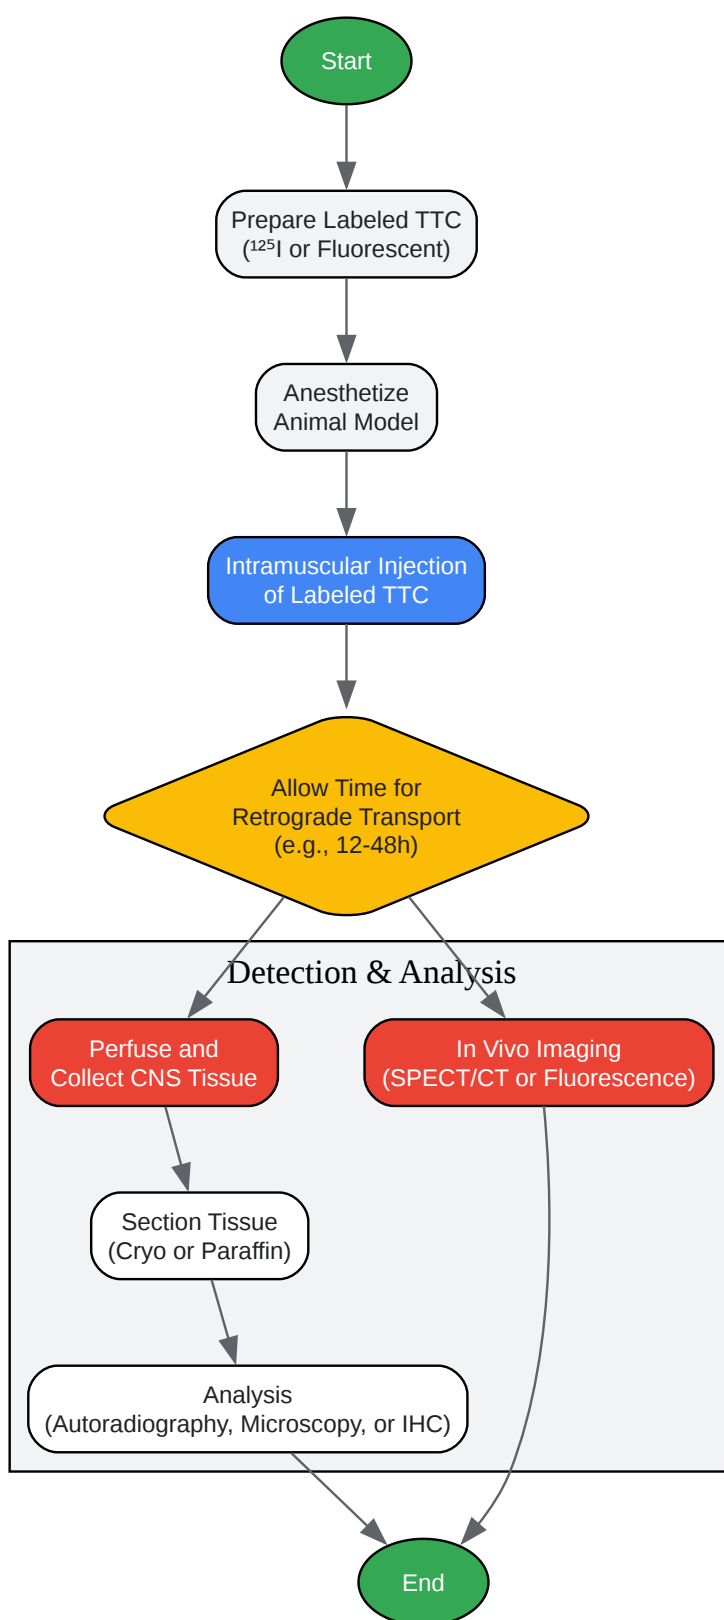 Start
Prepare Labeled TTC
(¹²⁵I or Fluorescent)
Anesthetize
Animal Model
Intramuscular Injection
of Labeled TTC
Allow Time for
Retrograde Transport
(e.g., 12-48h)
Detection & Analysis
Perfuse and
Collect CNS Tissue
In Vivo Imaging
(SPECT/CT or Fluorescence)
Section Tissue
(Cryo or Paraffin)
Analysis
(Autoradiography, Microscopy, or IHC)
End